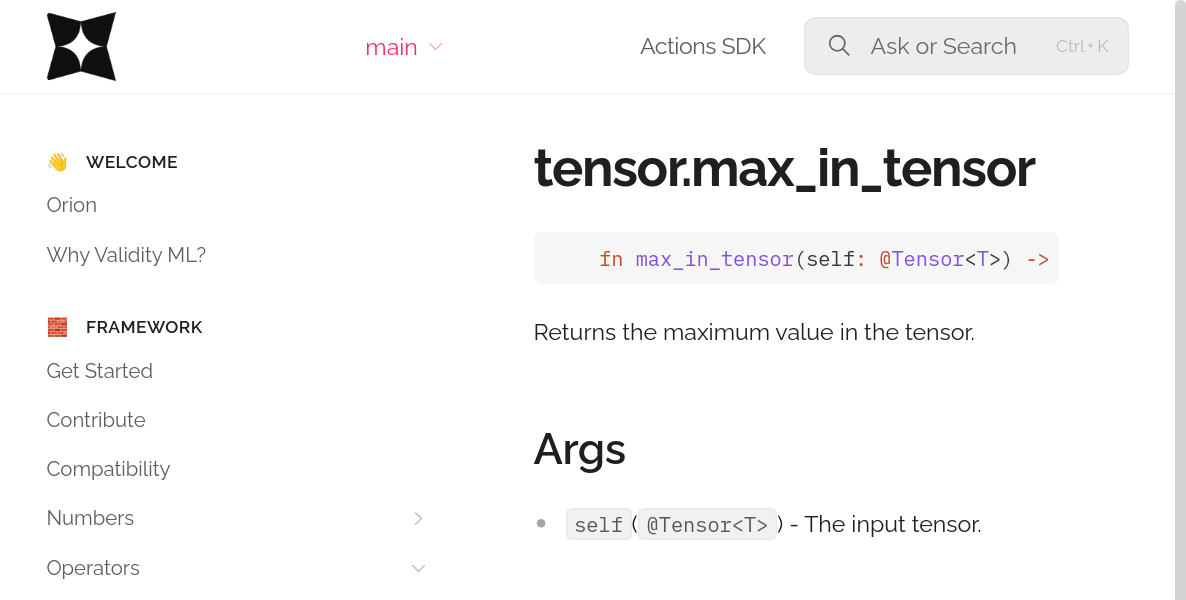 main
Actions SDK
Ask or Search
Ctrl+K
👋 WELCOME
Orion
Why Validity ML?
🧱 FRAMEWORK
Get Started
Contribute
Compatibility
Numbers
Operators
tensor.max_in_tensor
fn max_in_tensor(self: @Tensor<T>) ->
Returns the maximum value in the tensor.
Args
self (@Tensor<T>) - The input tensor.